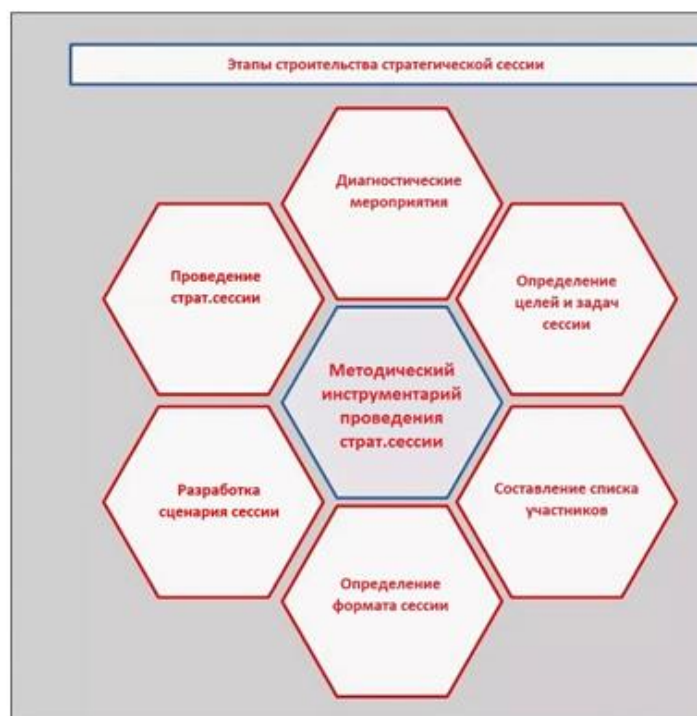 Этапы строительства стратегической сессии
Диагностические
мероприятия
Определение
целей и задач
сессии
Составление списка
участников
Определение
формата сессии
Разработка
сценария сессии
Проведение
страт.сессии
Методический
инструментарий
проведения
страт.сессии